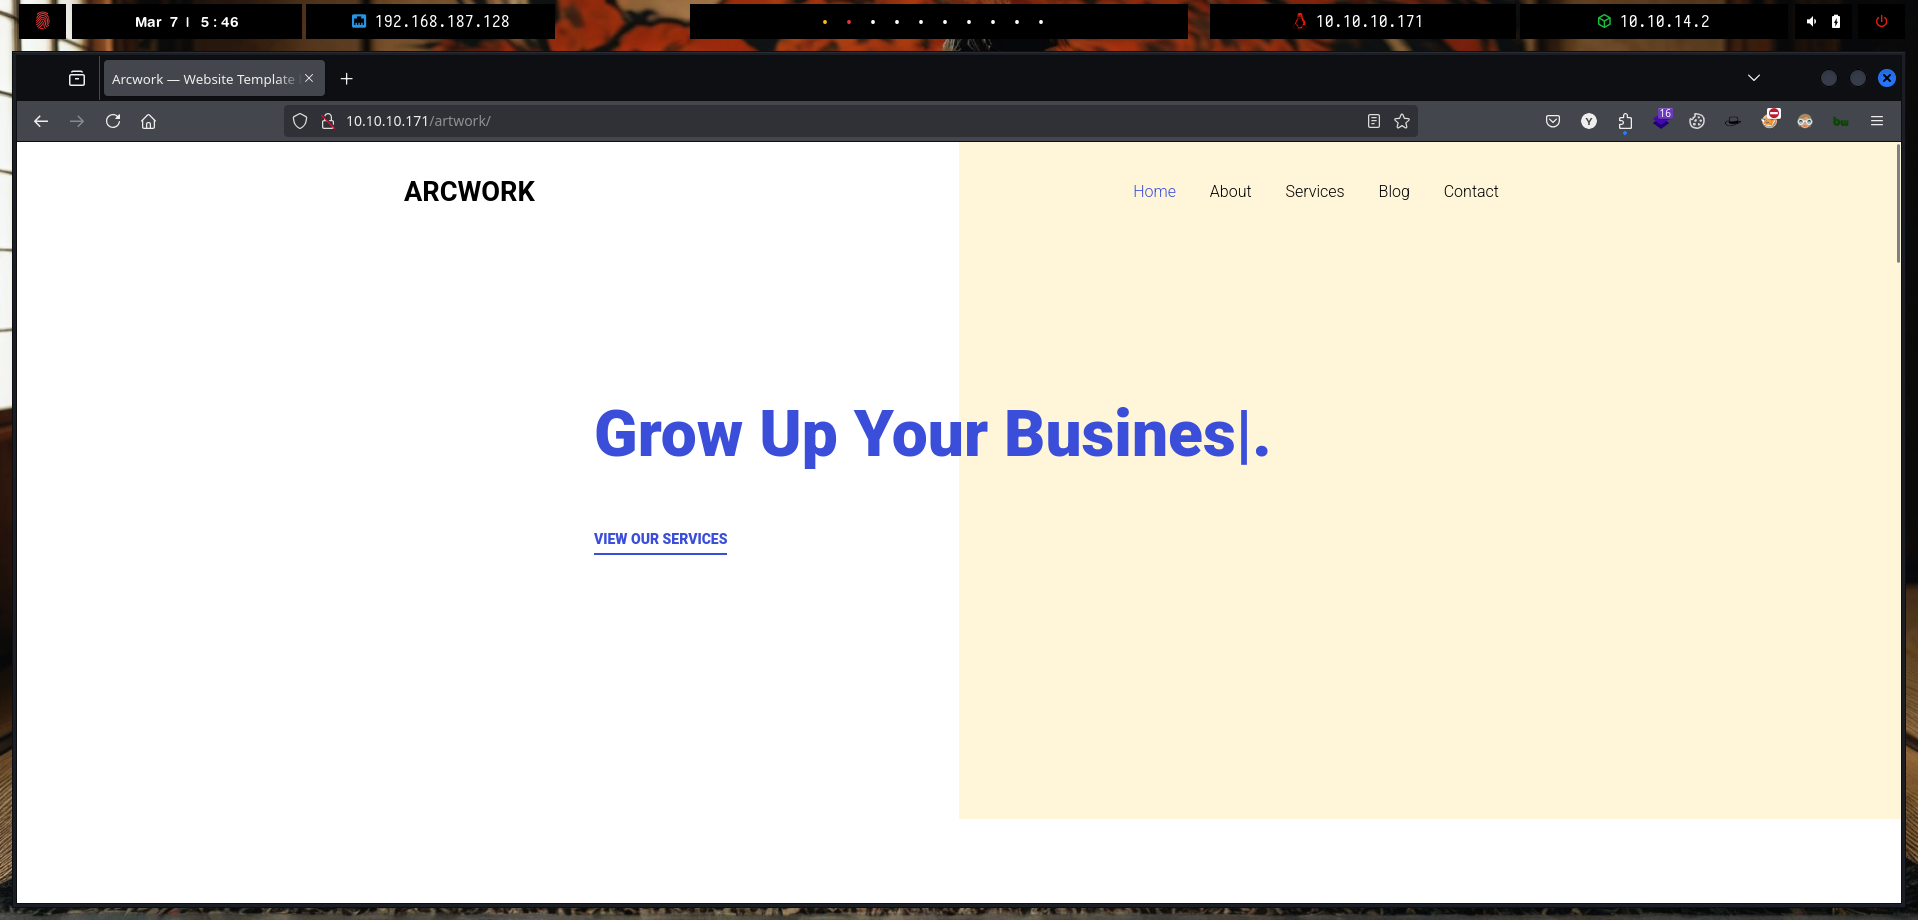 Mar 7 | 5:46
192.168.187.128
10.10.10.171
10.10.14.2
Arcwork — Website Template
10.10.10.171/artwork/
Y
16
bw
ARCWORK
Home
About
Services
Blog
Contact
Grow Up Your Busines|.
VIEW OUR SERVICES